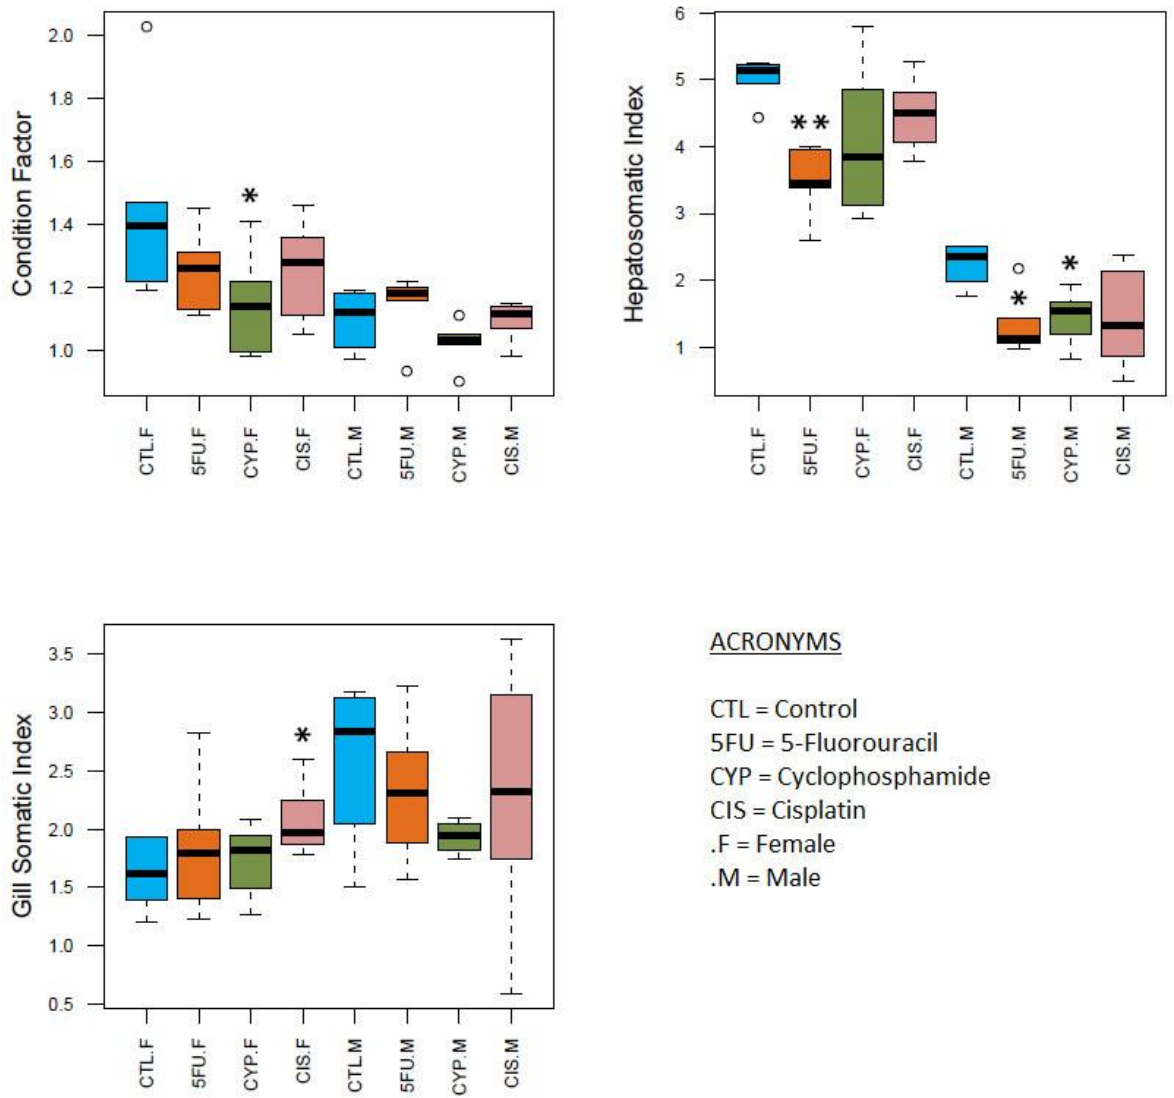 Condition Factor
2.0
1.8
1.6
1.4
1.2
1.0
*
CTL.F
5FU.F
CYP.F
CIS.F
CTL.M
5FU.M
CYP.M
CIS.M
Hepatosomatic Index
6
5
4
3
2
1
**
*
*
CTL.F
5FU.F
CYP.F
CIS.F
CTL.M
5FU.M
CYP.M
CIS.M
Gill Somatic Index
3.5
3.0
2.5
2.0
1.5
1.0
0.5
*
CTL.F
5FU.F
CYP.F
CIS.F
CTL.M
5FU.M
CYP.M
CIS.M
ACRONYMS
CTL = Control
5FU = 5-Fluorouracil
CYP = Cyclophosphamide
CIS = Cisplatin
.F = Female
.M = Male